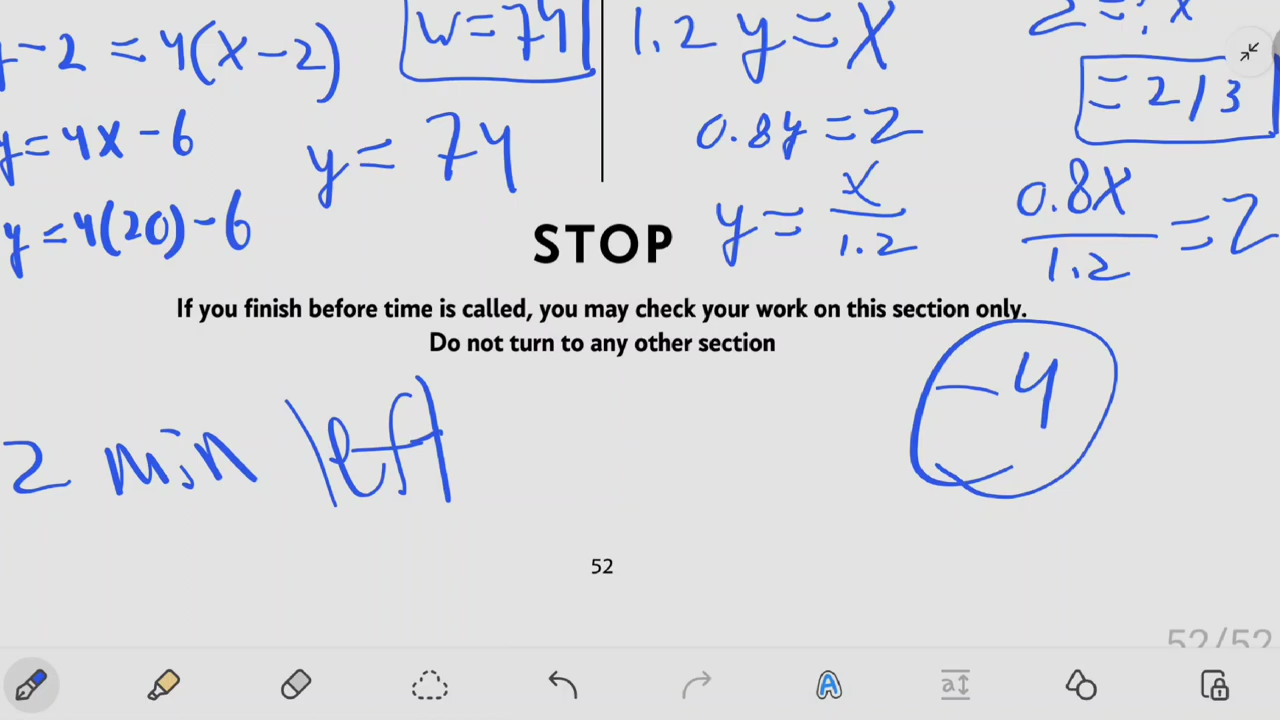 y-2 = 4(x-2)
y = 4x - 6
y = 4(20) - 6
w = 74
y = 74
1.2 y = x
0.8y = z
y = x/1.2
= 2/3
0.8x/1.2 = z
STOP
If you finish before time is called, you may check your work on this section only.
Do not turn to any other section
-4
2 min left
52
52/52
A
a